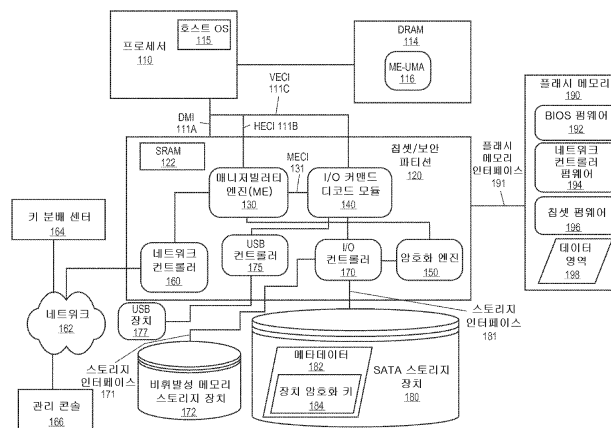 프로세서
110
호스트 OS
115
DRAM
114
ME-UMA
116
VECI
111C
DMI
111A
HECI 111B
플래시 메모리
190
BIOS 펌웨어
192
네트워크
컨트롤러
펌웨어
194
칩셋 펌웨어
196
데이터
영역
198
플래시
메모리
인터페이스
191
칩셋/보안
파티션
120
SRAM
122
MECI
131
매니저빌러티
엔진(ME)
130
I/O 커맨드
디코드 모듈
140
키 분배 센터
164
네트워크
컨트롤러
160
USB
컨트롤러
175
I/O
컨트롤러
170
암호화 엔진
150
네트워크
162
USB
장치
177
스토리지
인터페이스
171
스토리지
인터페이스
181
관리 콘솔
166
비휘발성 메모리
스토리지 장치
172
메타데이터
182
장치 암호화 키
184
SATA 스토리지
장치
180